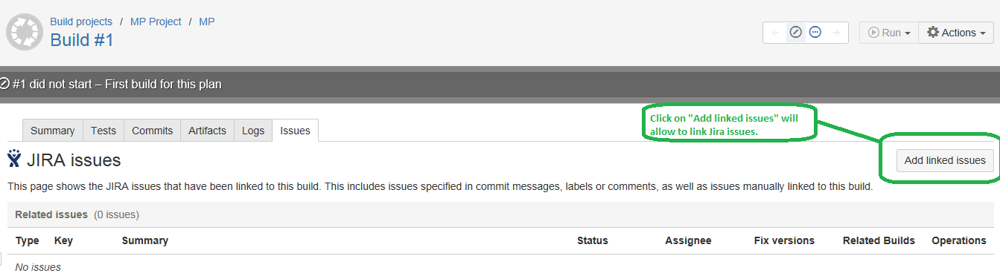 Build projects / MP Project / MP
Build #1
Run
Actions
#1 did not start – First build for this plan
Click on "Add linked issues" will
allow to link Jira issues.
Summary Tests Commits Artifacts Logs Issues
JIRA issues
Add linked issues
This page shows the JIRA issues that have been linked to this build. This includes issues specified in commit messages, labels or comments, as well as issues manually linked to this build.
Related issues (0 issues)
Type Key Summary Status Assignee Fix versions Related Builds Operations
No issues